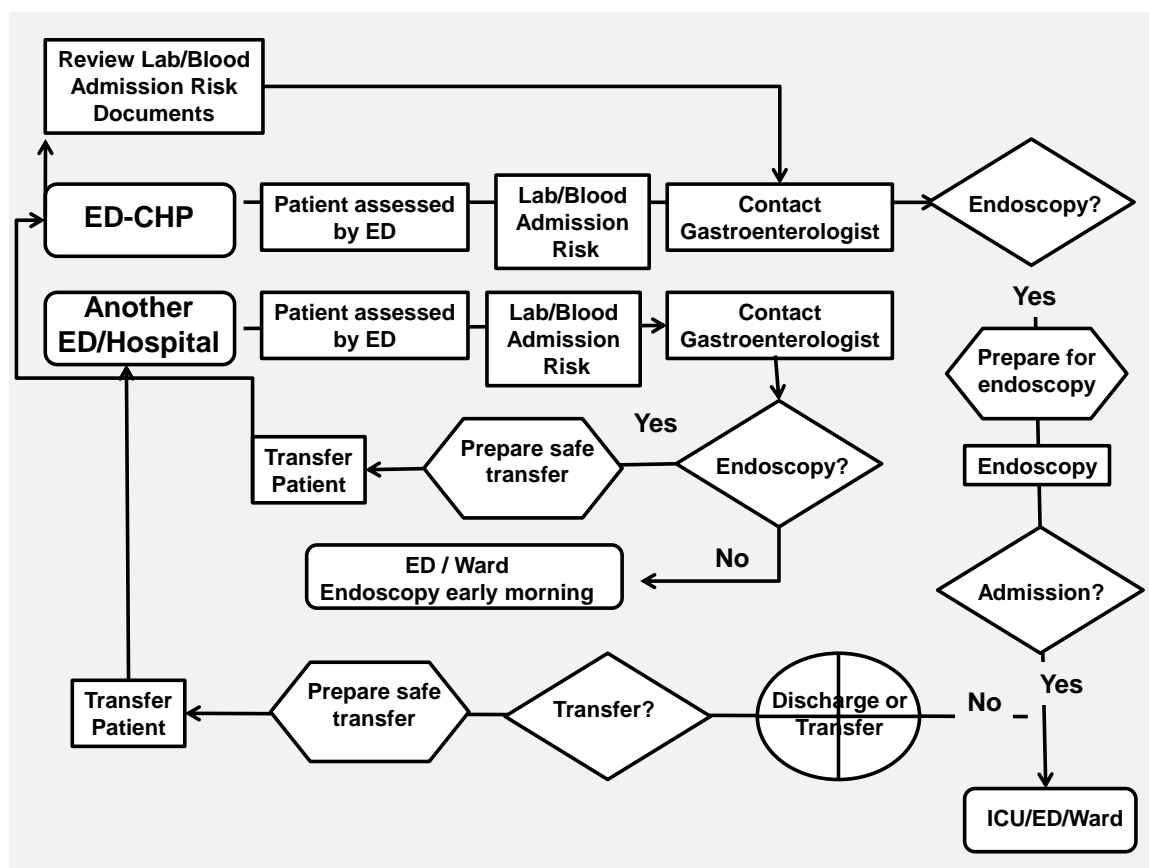 Review Lab/Blood
Admission Risk
Documents
ED-CHP
Patient assessed
by ED
Lab/Blood
Admission
Risk
Contact
Gastroenterologist
Endoscopy?
Another
ED/Hospital
Patient assessed
by ED
Lab/Blood
Admission
Risk
Contact
Gastroenterologist
Yes
Prepare for
endoscopy
Yes
Transfer
Patient
Prepare safe
transfer
Endoscopy?
Endoscopy
No
ED / Ward
Endoscopy early morning
Admission?
Yes
Transfer
Patient
Prepare safe
transfer
Transfer?
Discharge or
Transfer
No
ICU/ED/Ward